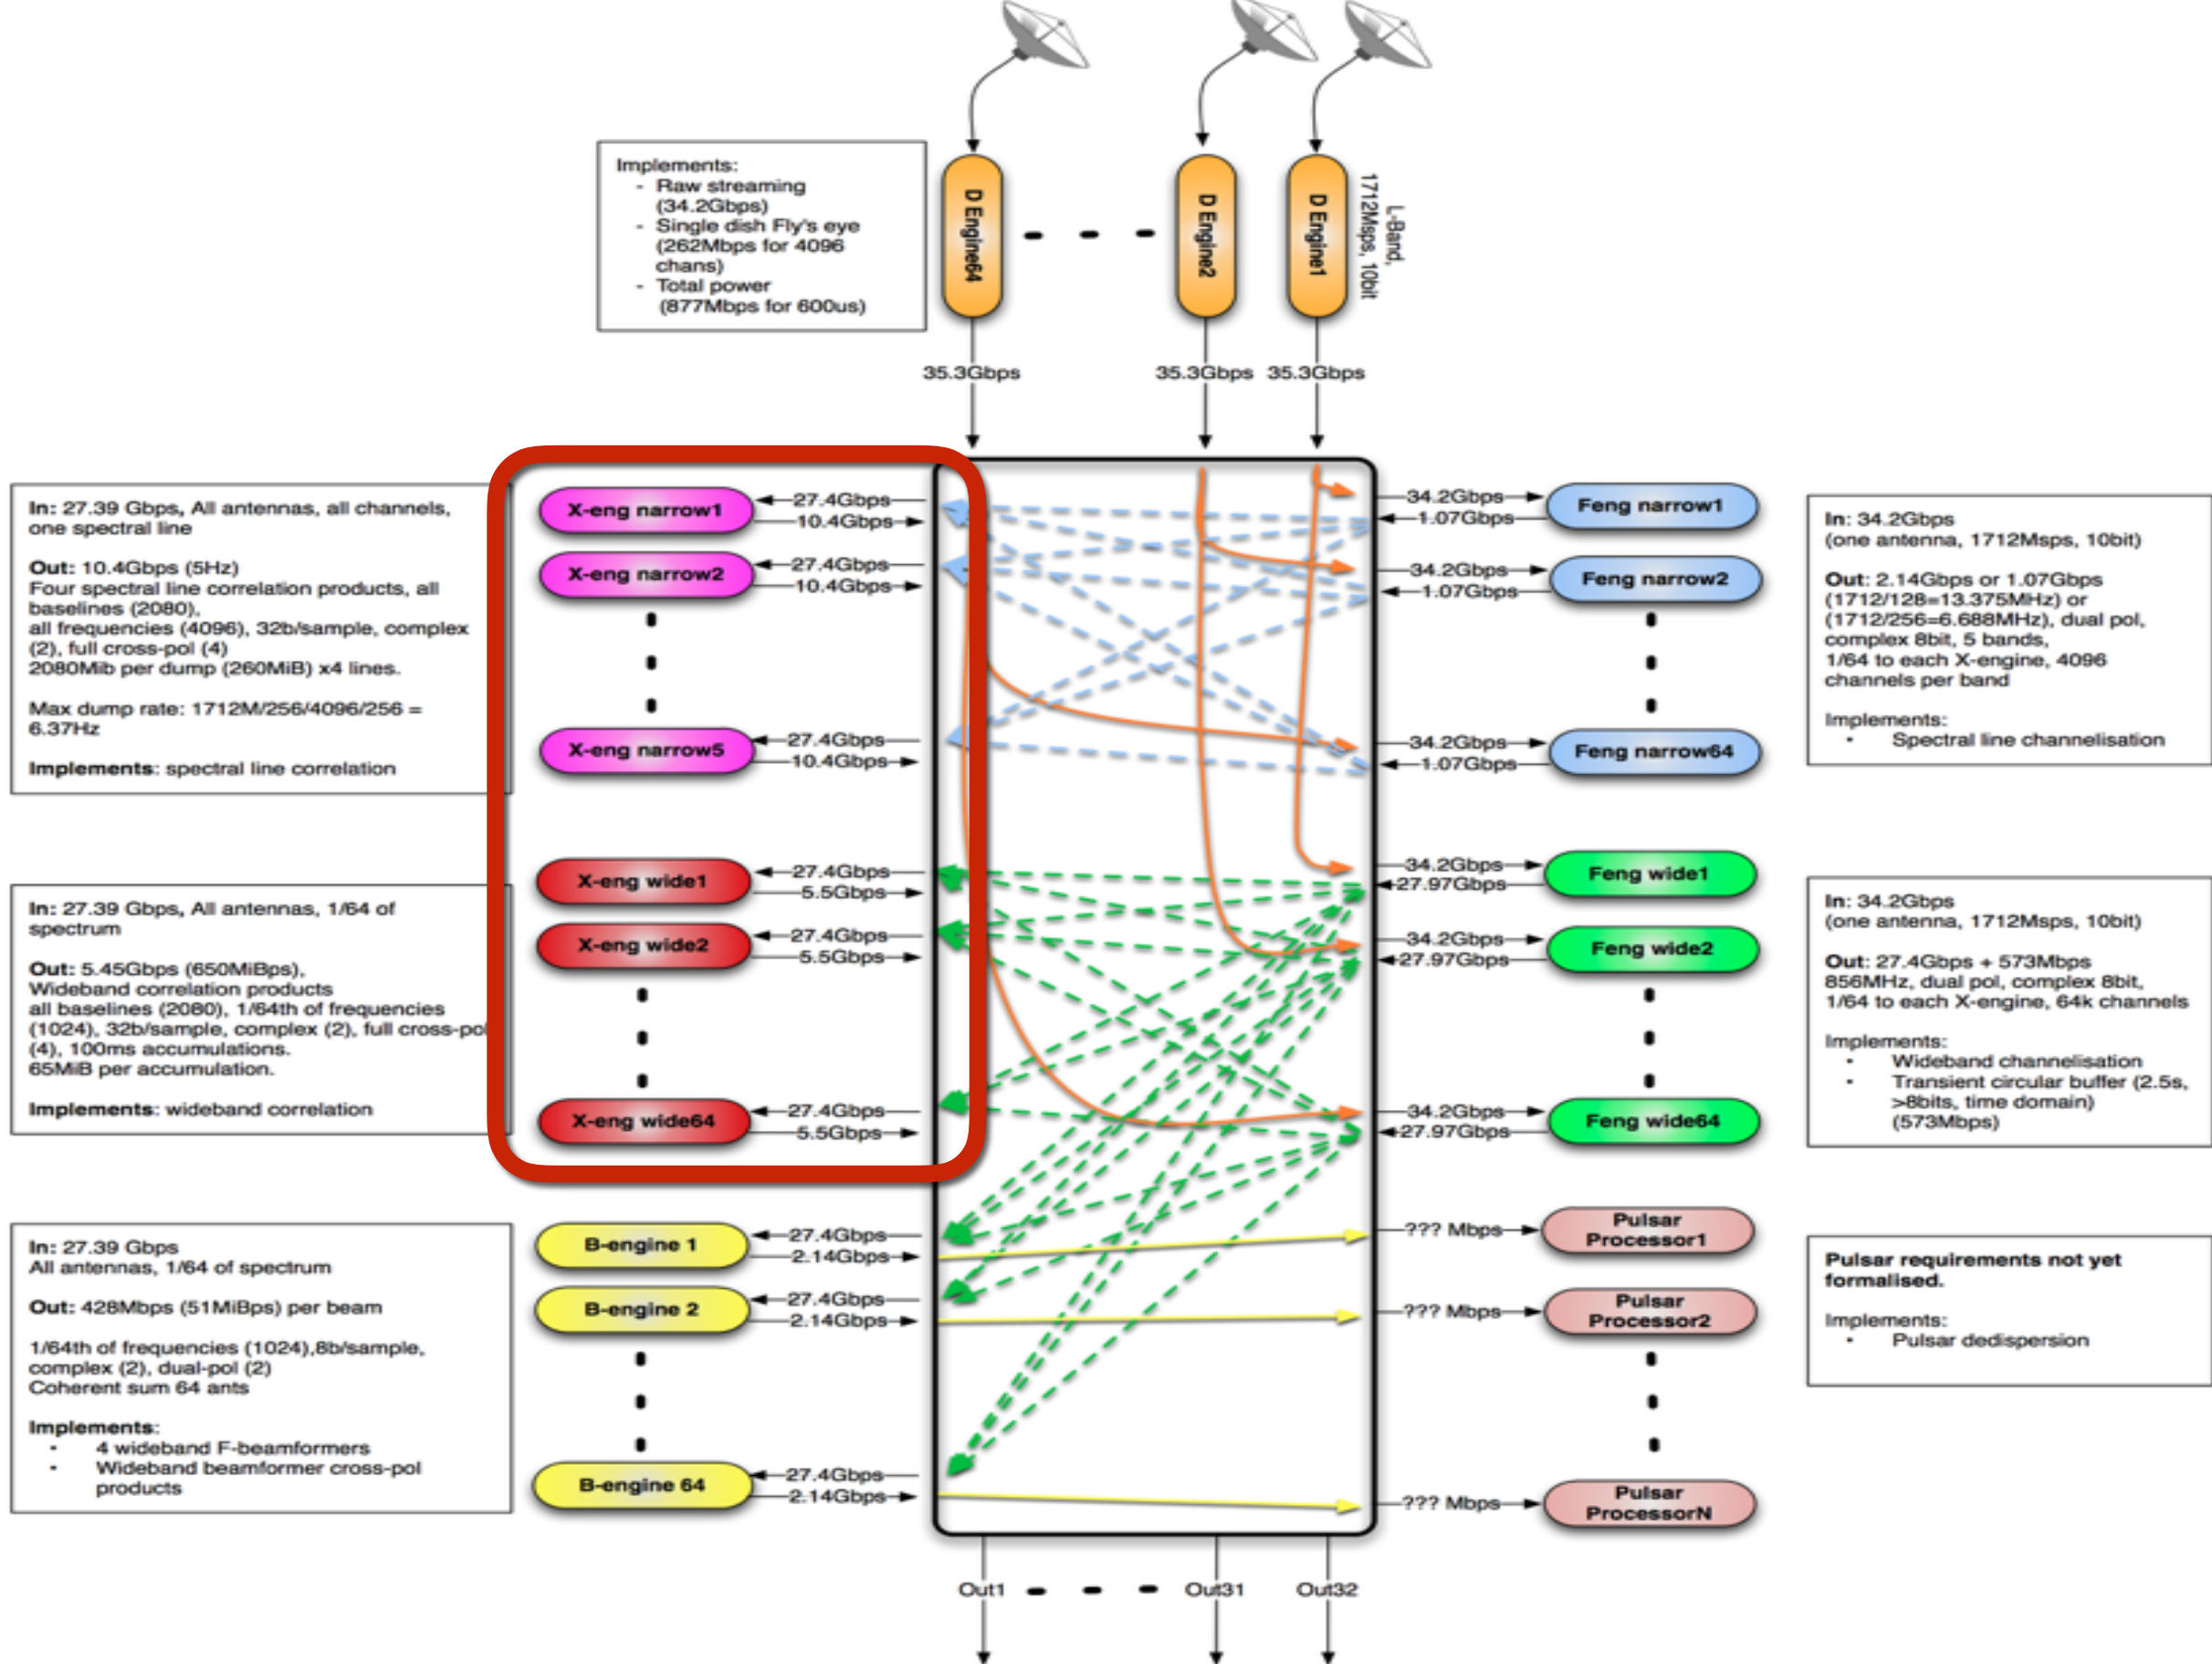 Implements:
- Raw streaming
(34.2Gbps)
- Single dish Fly's eye
(262Mbps for 4096
chans)
- Total power
(877Mbps for 600us)
D Engine64
D Engine2
D Engine1
L-Band,
1712Msps, 10bit
35.3Gbps
35.3Gbps
35.3Gbps
In: 27.39 Gbps, All antennas, all channels,
one spectral line
Out: 10.4Gbps (5Hz)
Four spectral line correlation products, all
baselines (2080),
all frequencies (4096), 32b/sample, complex
(2), full cross-pol (4)
2080Mib per dump (260MiB) x4 lines.
Max dump rate: 1712M/256/4096/256 =
6.37Hz
Implements: spectral line correlation
X-eng narrow1
27.4Gbps
10.4Gbps
X-eng narrow2
27.4Gbps
10.4Gbps
X-eng narrow5
27.4Gbps
10.4Gbps
34.2Gbps
1.07Gbps
Feng narrow1
34.2Gbps
1.07Gbps
Feng narrow2
34.2Gbps
1.07Gbps
Feng narrow64
In: 34.2Gbps
(one antenna, 1712Msps, 10bit)
Out: 2.14Gbps or 1.07Gbps
(1712/128=13.375MHz) or
(1712/256=6.688MHz), dual pol,
complex 8bit, 5 bands,
1/64 to each X-engine, 4096
channels per band
Implements:
- Spectral line channelisation
In: 27.39 Gbps, All antennas, 1/64 of
spectrum
Out: 5.45Gbps (650MiBps),
Wideband correlation products
all baselines (2080), 1/64th of frequencies
(1024), 32b/sample, complex (2), full cross-pol
(4), 100ms accumulations.
65MiB per accumulation.
Implements: wideband correlation
X-eng wide1
27.4Gbps
5.5Gbps
X-eng wide2
27.4Gbps
5.5Gbps
X-eng wide64
27.4Gbps
5.5Gbps
34.2Gbps
27.97Gbps
Feng wide1
34.2Gbps
27.97Gbps
Feng wide2
34.2Gbps
27.97Gbps
Feng wide64
In: 34.2Gbps
(one antenna, 1712Msps, 10bit)
Out: 27.4Gbps + 573Mbps
856MHz, dual pol, complex 8bit,
1/64 to each X-engine, 64k channels
Implements:
- Wideband channelisation
- Transient circular buffer (2.5s,
>8bits, time domain)
(573Mbps)
In: 27.39 Gbps
All antennas, 1/64 of spectrum
Out: 428Mbps (51MiBps) per beam
1/64th of frequencies (1024),8b/sample,
complex (2), dual-pol (2)
Coherent sum 64 ants
Implements:
- 4 wideband F-beamformers
- Wideband beamformer cross-pol
products
B-engine 1
27.4Gbps
2.14Gbps
B-engine 2
27.4Gbps
2.14Gbps
B-engine 64
27.4Gbps
2.14Gbps
??? Mbps
Pulsar
Processor1
??? Mbps
Pulsar
Processor2
??? Mbps
Pulsar
ProcessorN
Pulsar requirements not yet
formalised.
Implements:
- Pulsar dedispersion
Out1
Out31
Out32